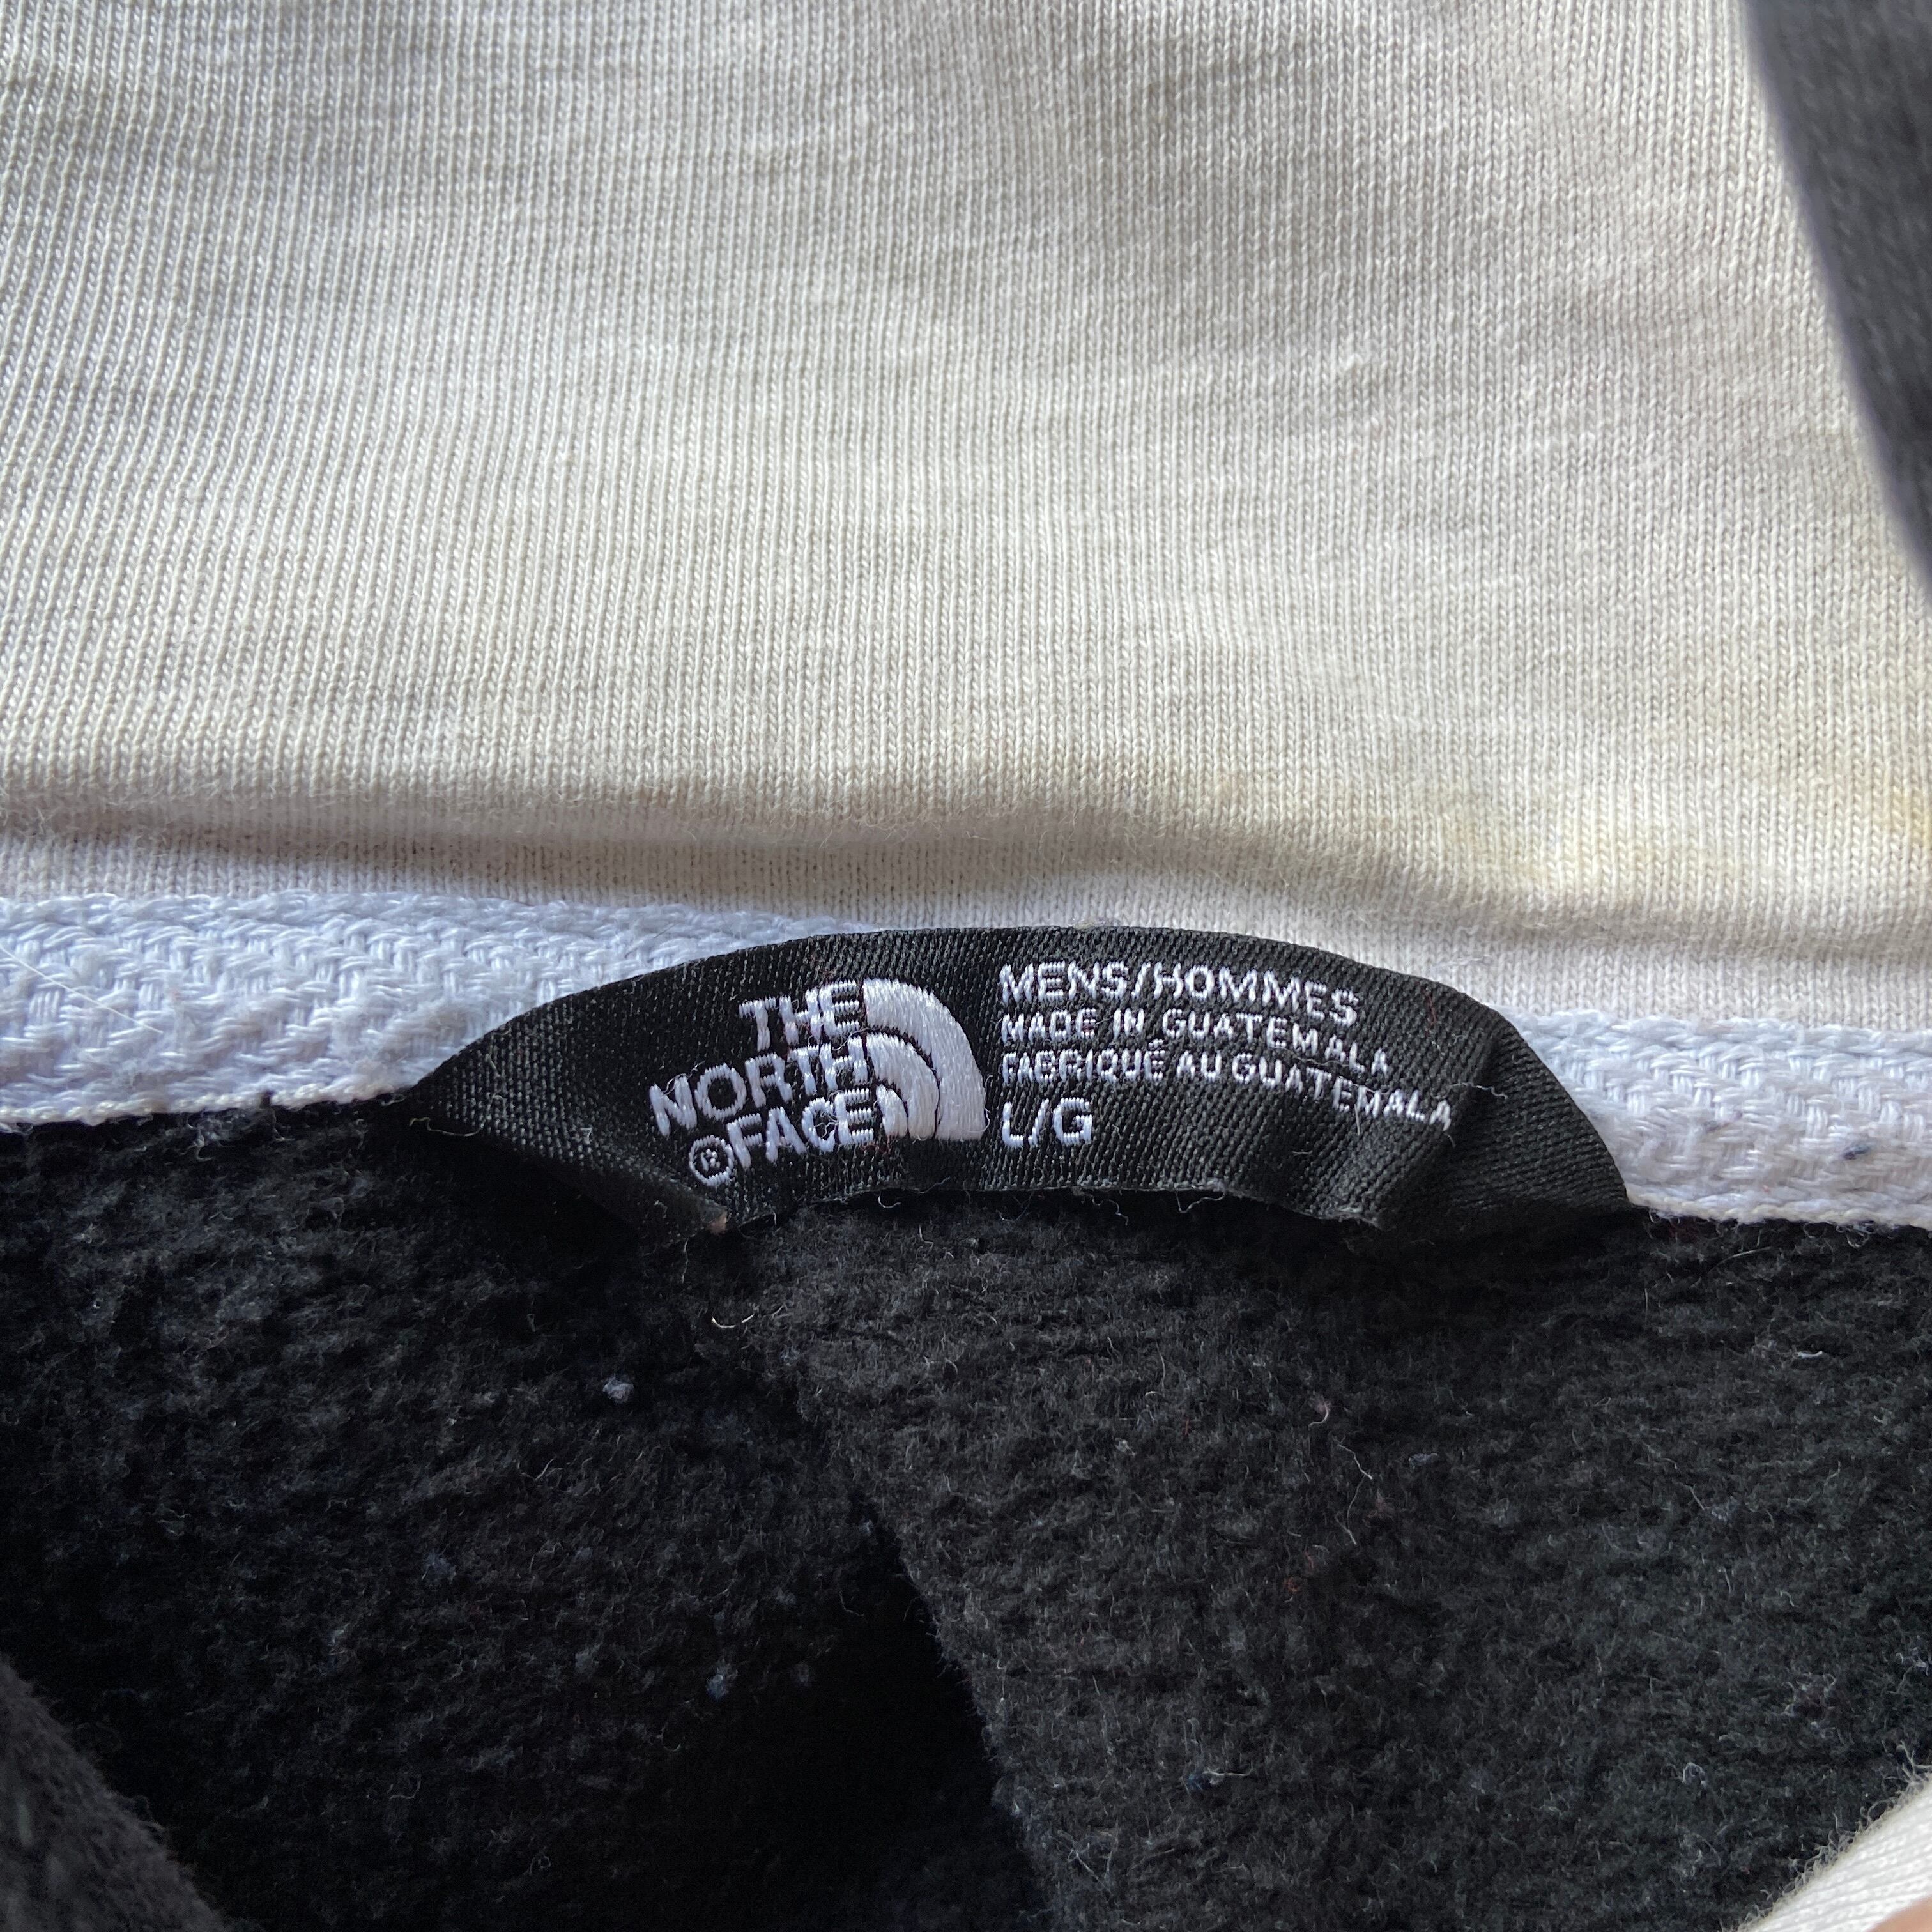 THE
NORTH
®FACE
MENS/HOMMES
MADE IN GUATEMALA
FABRIQUÉ AU GUATEMALA
L/G